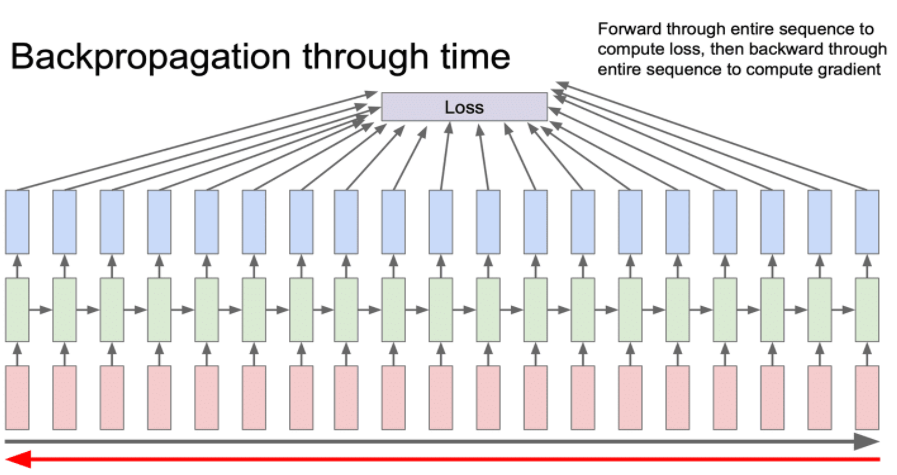 Backpropagation through time
Forward through entire sequence to
compute loss, then backward through
entire sequence to compute gradient
Loss